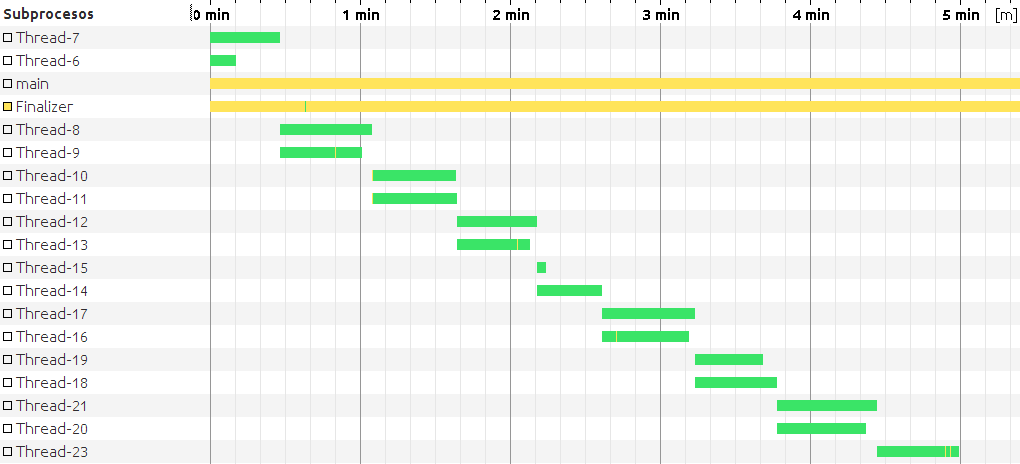 Subprocesos 0 min 1 min 2 min 3 min 4 min 5 min [m]
Thread-7
Thread-6
main
Finalizer
Thread-8
Thread-9
Thread-10
Thread-11
Thread-12
Thread-13
Thread-15
Thread-14
Thread-17
Thread-16
Thread-19
Thread-18
Thread-21
Thread-20
Thread-23